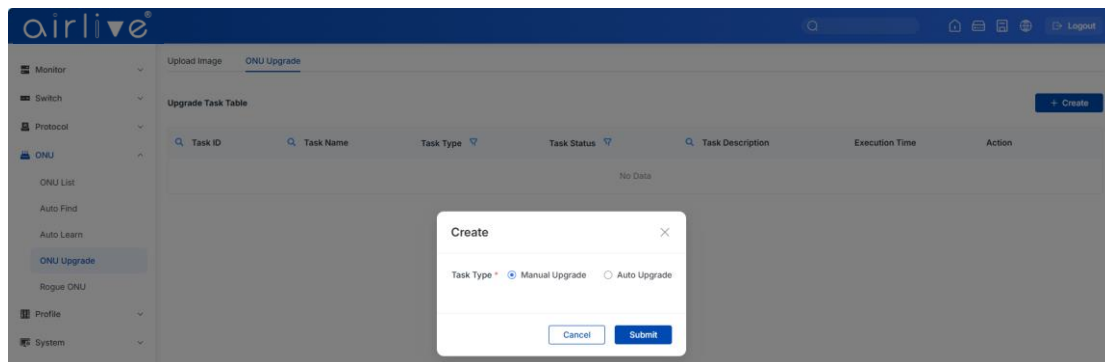 airlive®
Logout
Monitor
Switch
Protocol
ONU
ONU List
Auto Find
Auto Learn
ONU Upgrade
Rogue ONU
Profile
System
Upload Image ONU Upgrade
Upgrade Task Table
+ Create
Task ID Task Name Task Type Task Status Task Description Execution Time Action
No Data
Create
Task Type * Manual Upgrade Auto Upgrade
Cancel Submit